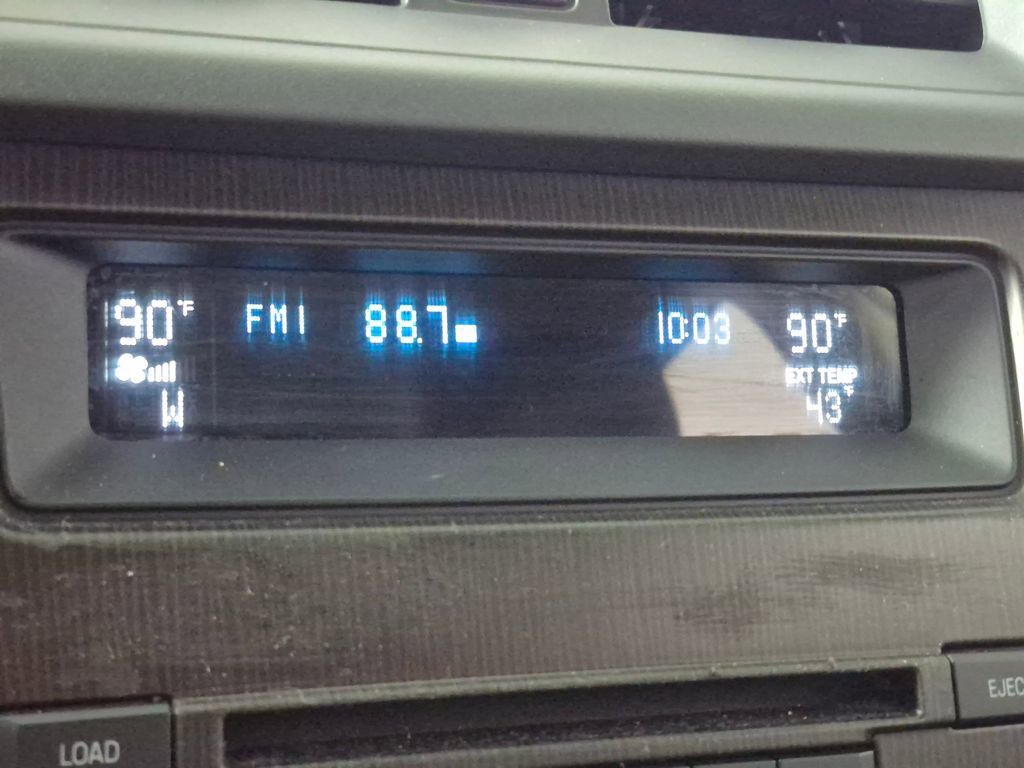 90°F FM1 88.7 10:03 90°F
EXT TEMP
W 43°F
EJEC
LOAD